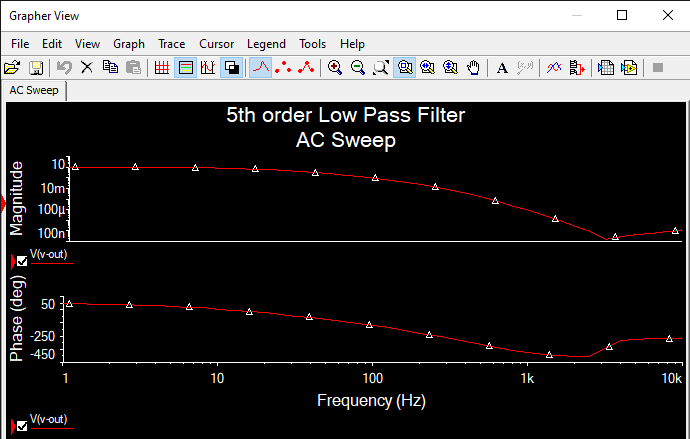 Grapher View
File Edit View Graph Trace Cursor Legend Tools Help
A
AC Sweep
5th order Low Pass Filter
AC Sweep
Magnitude
10
10m
100µ
100n
V(v-out)
Phase (deg)
50
-250
-450
1 10 100 1k 10k
Frequency (Hz)
V(v-out)